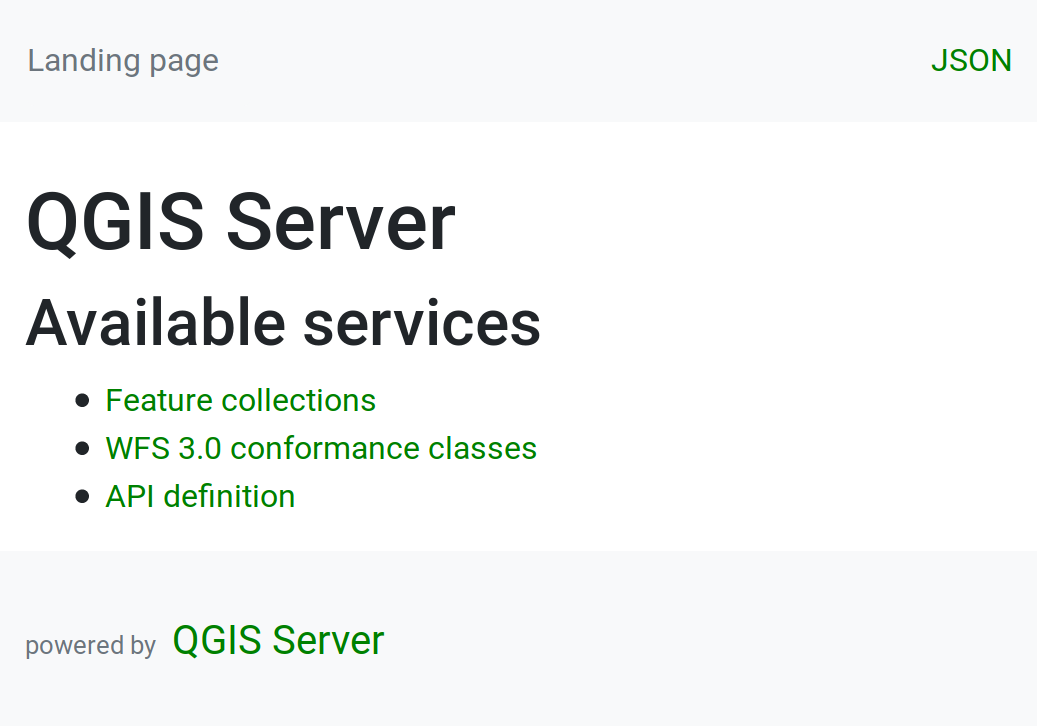 Landing page JSON
QGIS Server
Available services
Feature collections
WFS 3.0 conformance classes
API definition
powered by QGIS Server